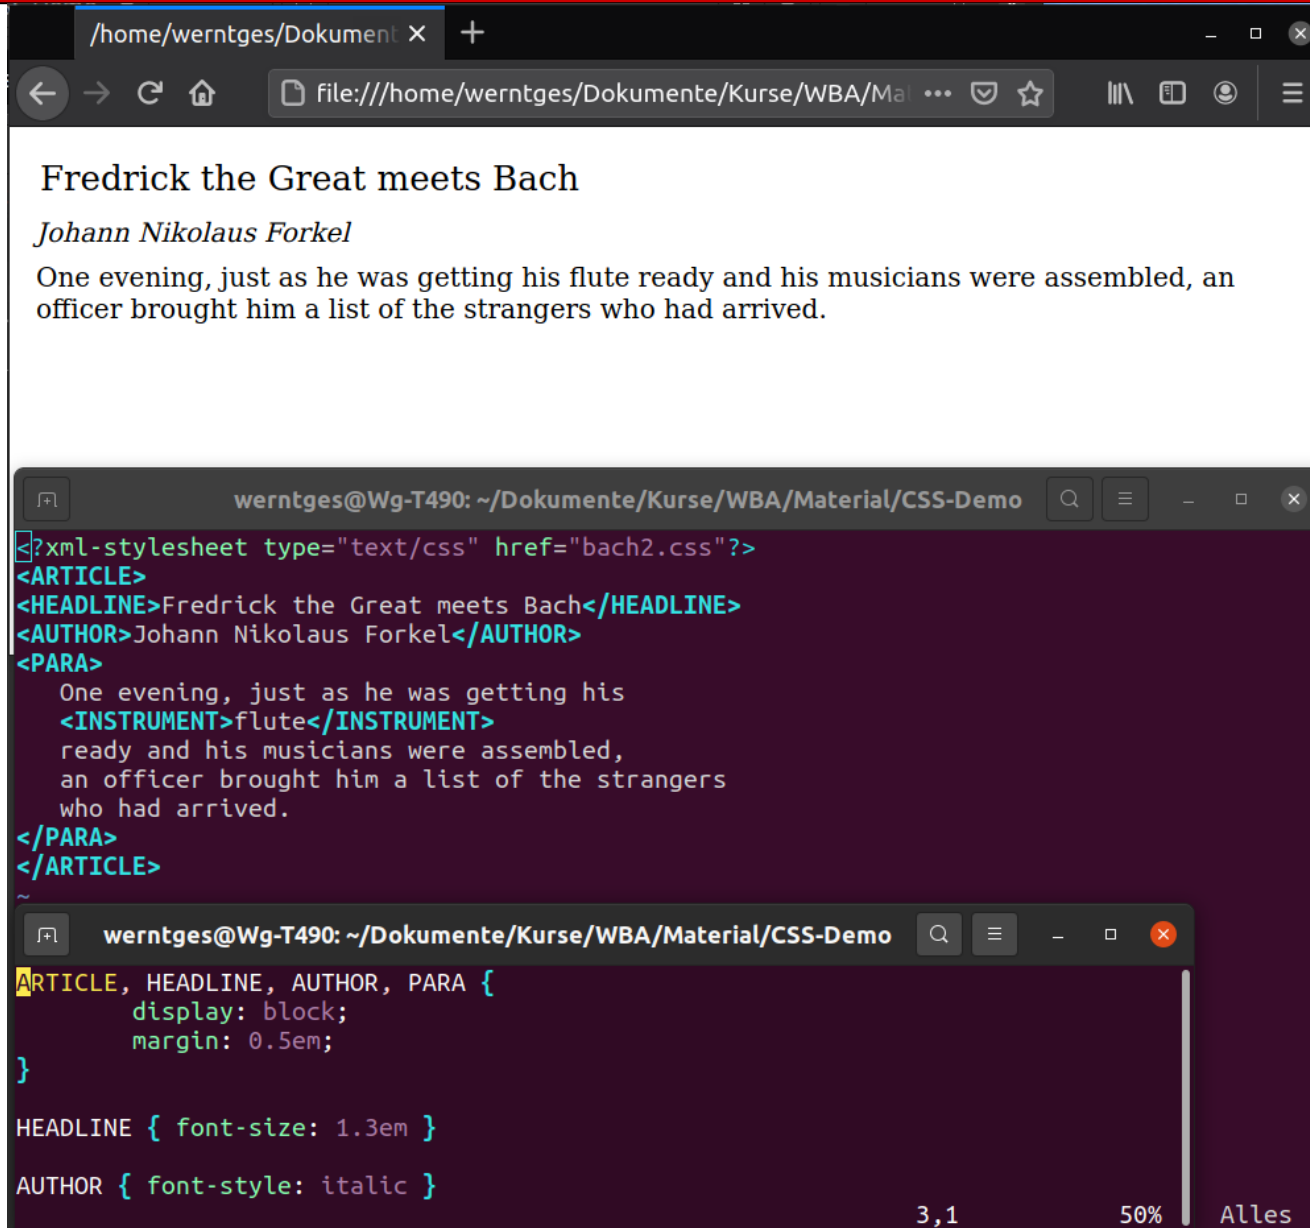 /home/werntges/Dokument
file:///home/werntges/Dokumente/Kurse/WBA/Ma
Fredrick the Great meets Bach
Johann Nikolaus Forkel
One evening, just as he was getting his flute ready and his musicians were assembled, an
officer brought him a list of the strangers who had arrived.
werntges@Wg-T490: ~/Dokumente/Kurse/WBA/Material/CSS-Demo
<?xml-stylesheet type="text/css" href="bach2.css"?>
<ARTICLE>
<HEADLINE>Fredrick the Great meets Bach</HEADLINE>
<AUTHOR>Johann Nikolaus Forkel</AUTHOR>
<PARA>
One evening, just as he was getting his
<INSTRUMENT>flute</INSTRUMENT>
ready and his musicians were assembled,
an officer brought him a list of the strangers
who had arrived.
</PARA>
</ARTICLE>
~
werntges@Wg-T490: ~/Dokumente/Kurse/WBA/Material/CSS-Demo
ARTICLE, HEADLINE, AUTHOR, PARA {
display: block;
margin: 0.5em;
}
HEADLINE { font-size: 1.3em }
AUTHOR { font-style: italic }
3,1 50% Alles